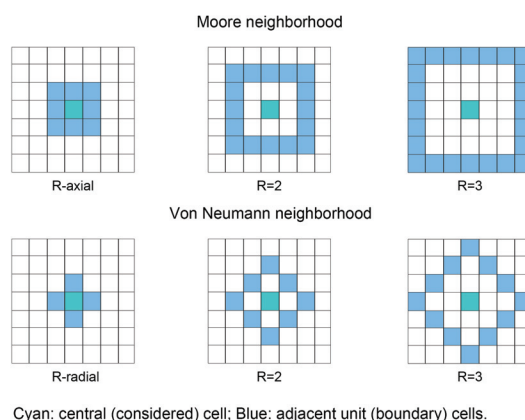 Moore neighborhood
R-axial
R=2
R=3
Von Neumann neighborhood
R-radial
R=2
R=3
Cyan: central (considered) cell; Blue: adjacent unit (boundary) cells.